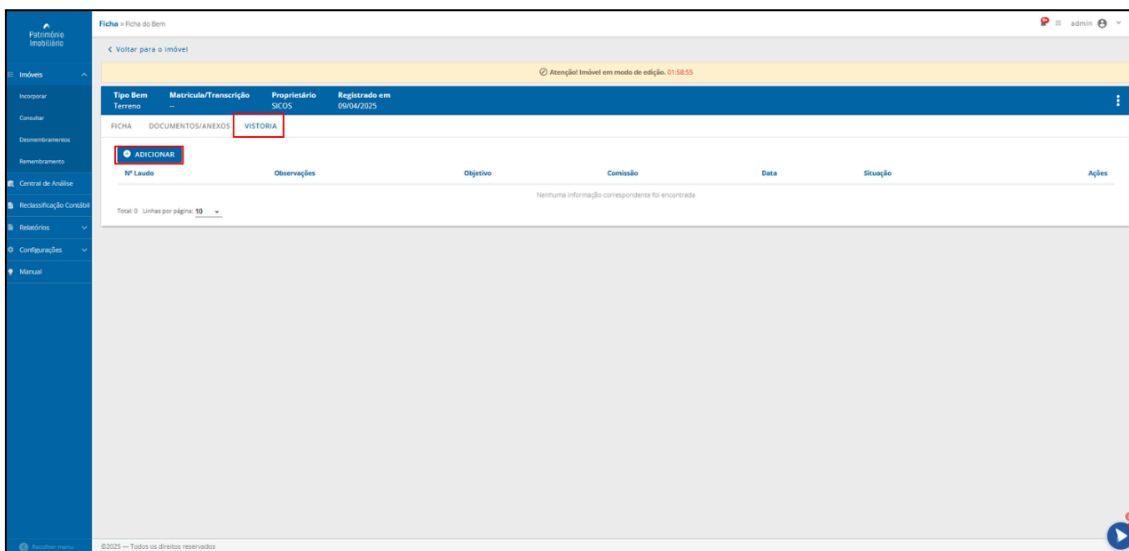 Patrimônio
Imobiliário
Ficha > Ficha do Bem
admin
Voltar para o imóvel
Imóveis
Atenção! Imóvel em modo de edição. 01:58:55
Incorporar
Tipo Bem Matrícula/Transcrição Proprietário Registrado em
Terreno -- SICOS 09/04/2025
Consultar
FICHA DOCUMENTOS/ANEXOS VISTORIA
Desmembramentos
ADICIONAR
Remembramento
Nº Laudo Observações Objetivo Comissão Data Situação Ações
Central de Análise
Nenhuma informação correspondente foi encontrada
Reclassificação Contábil
Total: 0 Linhas por página: 10
Relatórios
Configurações
Manual
Recolher menu
©2025 — Todos os direitos reservados